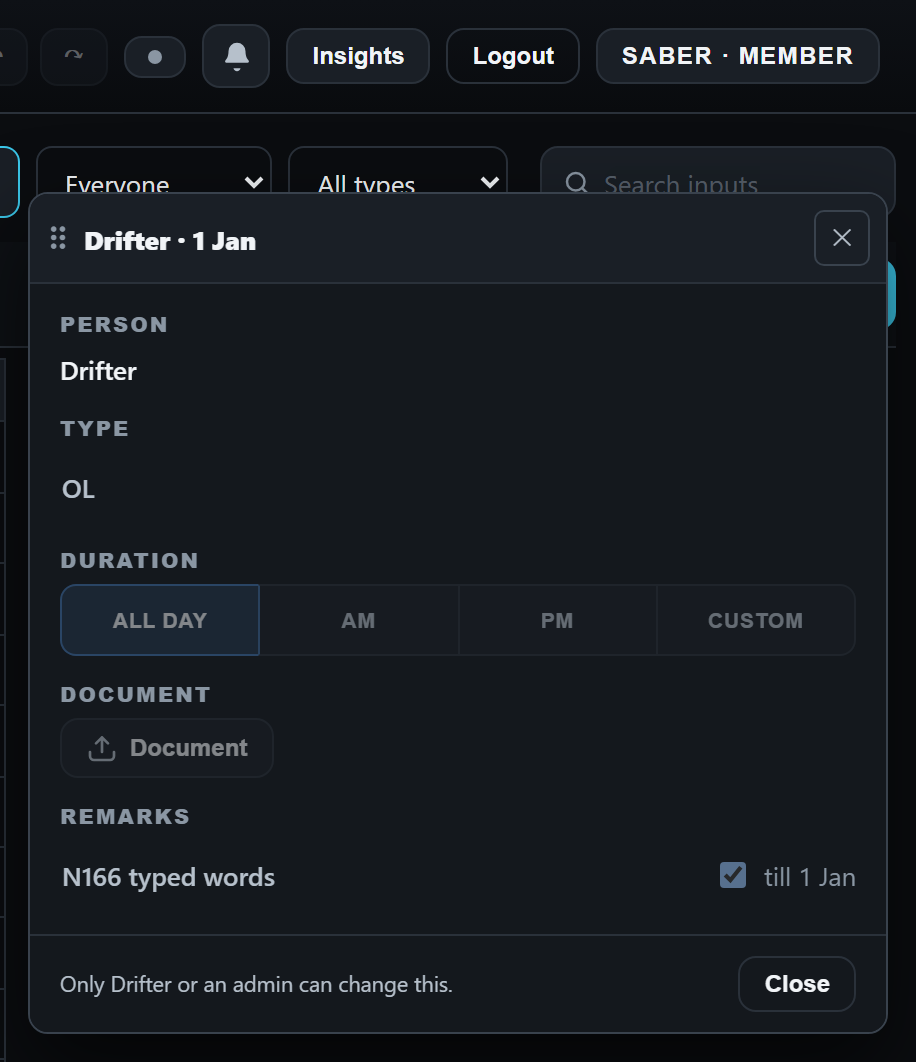 Insights
Logout
SABER · MEMBER
Everyone
All types
Search inputs
Drifter · 1 Jan
PERSON
Drifter
TYPE
OL
DURATION
ALL DAY
AM
PM
CUSTOM
DOCUMENT
Document
REMARKS
N166 typed words
till 1 Jan
Only Drifter or an admin can change this.
Close